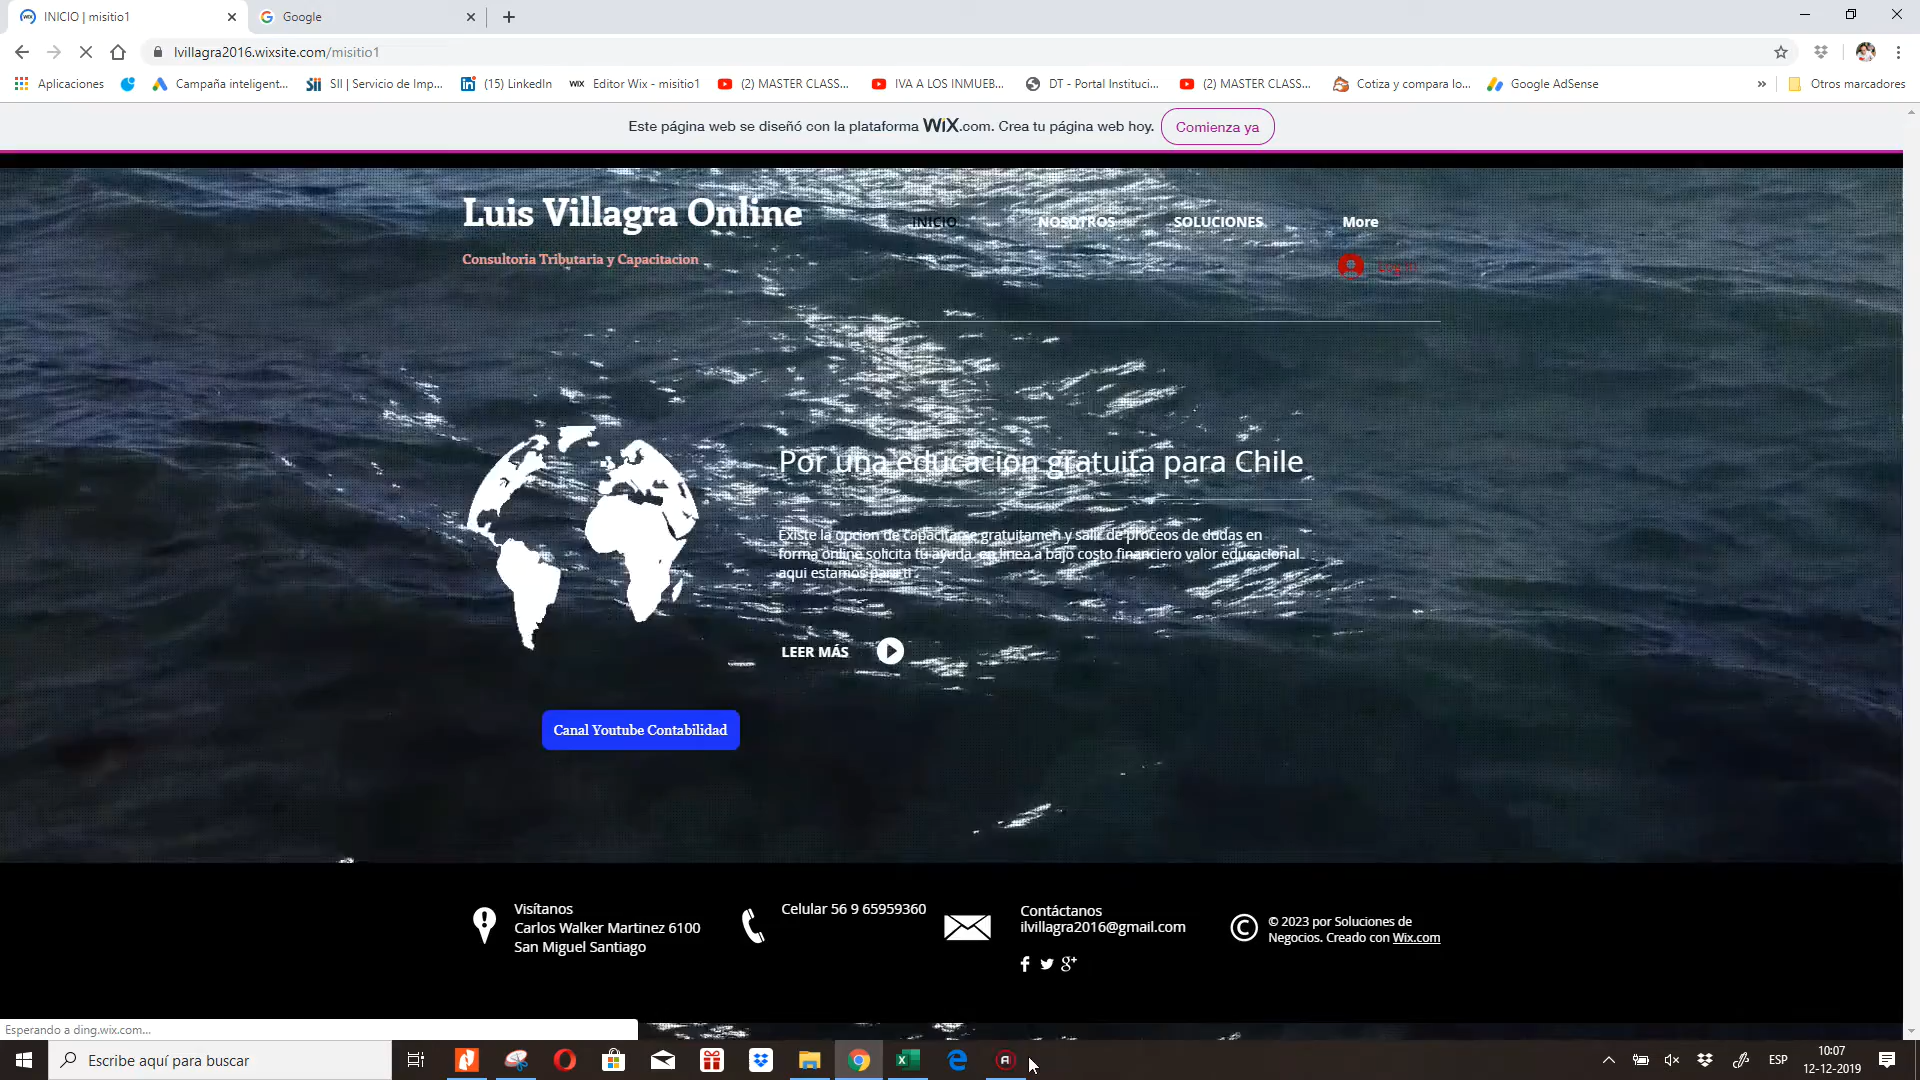 INICIO | misitio1
Google
lvillagra2016.wixsite.com/misitio1
Aplicaciones
Campaña inteligent...
SII | Servicio de Imp...
(15) LinkedIn
WIX Editor Wix - misitio1
(2) MASTER CLASS...
IVA A LOS INMUEB...
DT - Portal Instituci...
(2) MASTER CLASS...
Cotiza y compara lo...
Google AdSense
»
Otros marcadores
Este página web se diseñó con la plataforma WiX.com. Crea tu página web hoy.
Comienza ya
Luis Villagra Online
INICIO
NOSOTROS
SOLUCIONES
More
Consultoria Tributaria y Capacitacion
Por una educacion gratuita para Chile
Existe la opcion de capacitarse gratuitamen y salir de proceos de dudas en
forma online solicita tu ayuda en linea a bajo costo financiero valor educacional
aqui estamos para ti
LEER MÁS
Canal Youtube Contabilidad
Visítanos
Carlos Walker Martinez 6100
San Miguel Santiago
Celular 56 9 65959360
Contáctanos
ilvillagra2016@gmail.com
© 2023 por Soluciones de
Negocios. Creado con Wix.com
Esperando a ding.wix.com...
Escribe aquí para buscar
ESP
10:07
12-12-2019